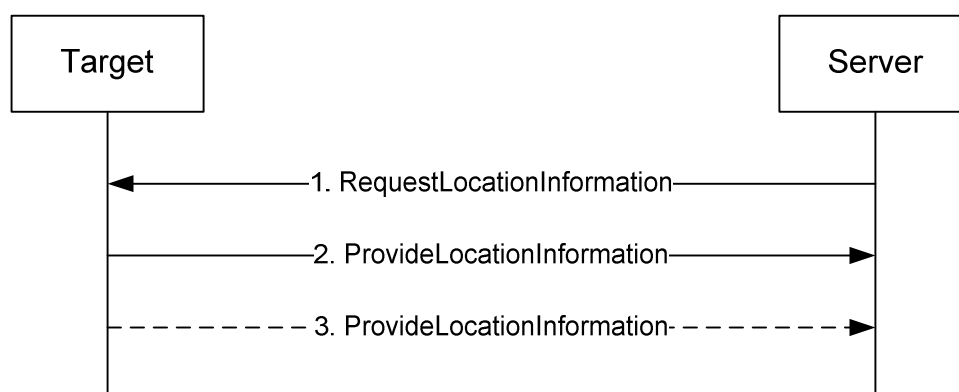 Target
Server
1. RequestLocationInformation
2. ProvideLocationInformation
3. ProvideLocationInformation